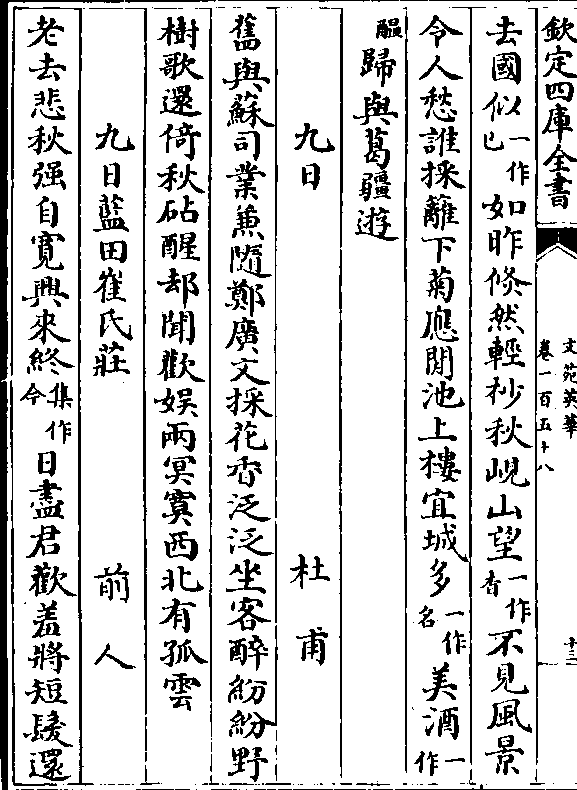 欽定四庫全書
文苑英華
卷一百五十八
十三
去國似一作已如昨倐然輕杪秋峴山望一作杳不見風景
令人愁誰採籬下菊應閒池上樓宜城多一作名美酒一作
醖歸與葛疆遊
九日 杜甫
舊與蘇司業兼隨鄭廣文採花香泛泛坐客醉紛紛野
樹歌還倚秋砧醒却聞歡娱兩冥寞西北有孤雲
九日藍田崔氏莊 前人
老去悲秋强自寛興來終集作今日盡君歡羞將短髮還